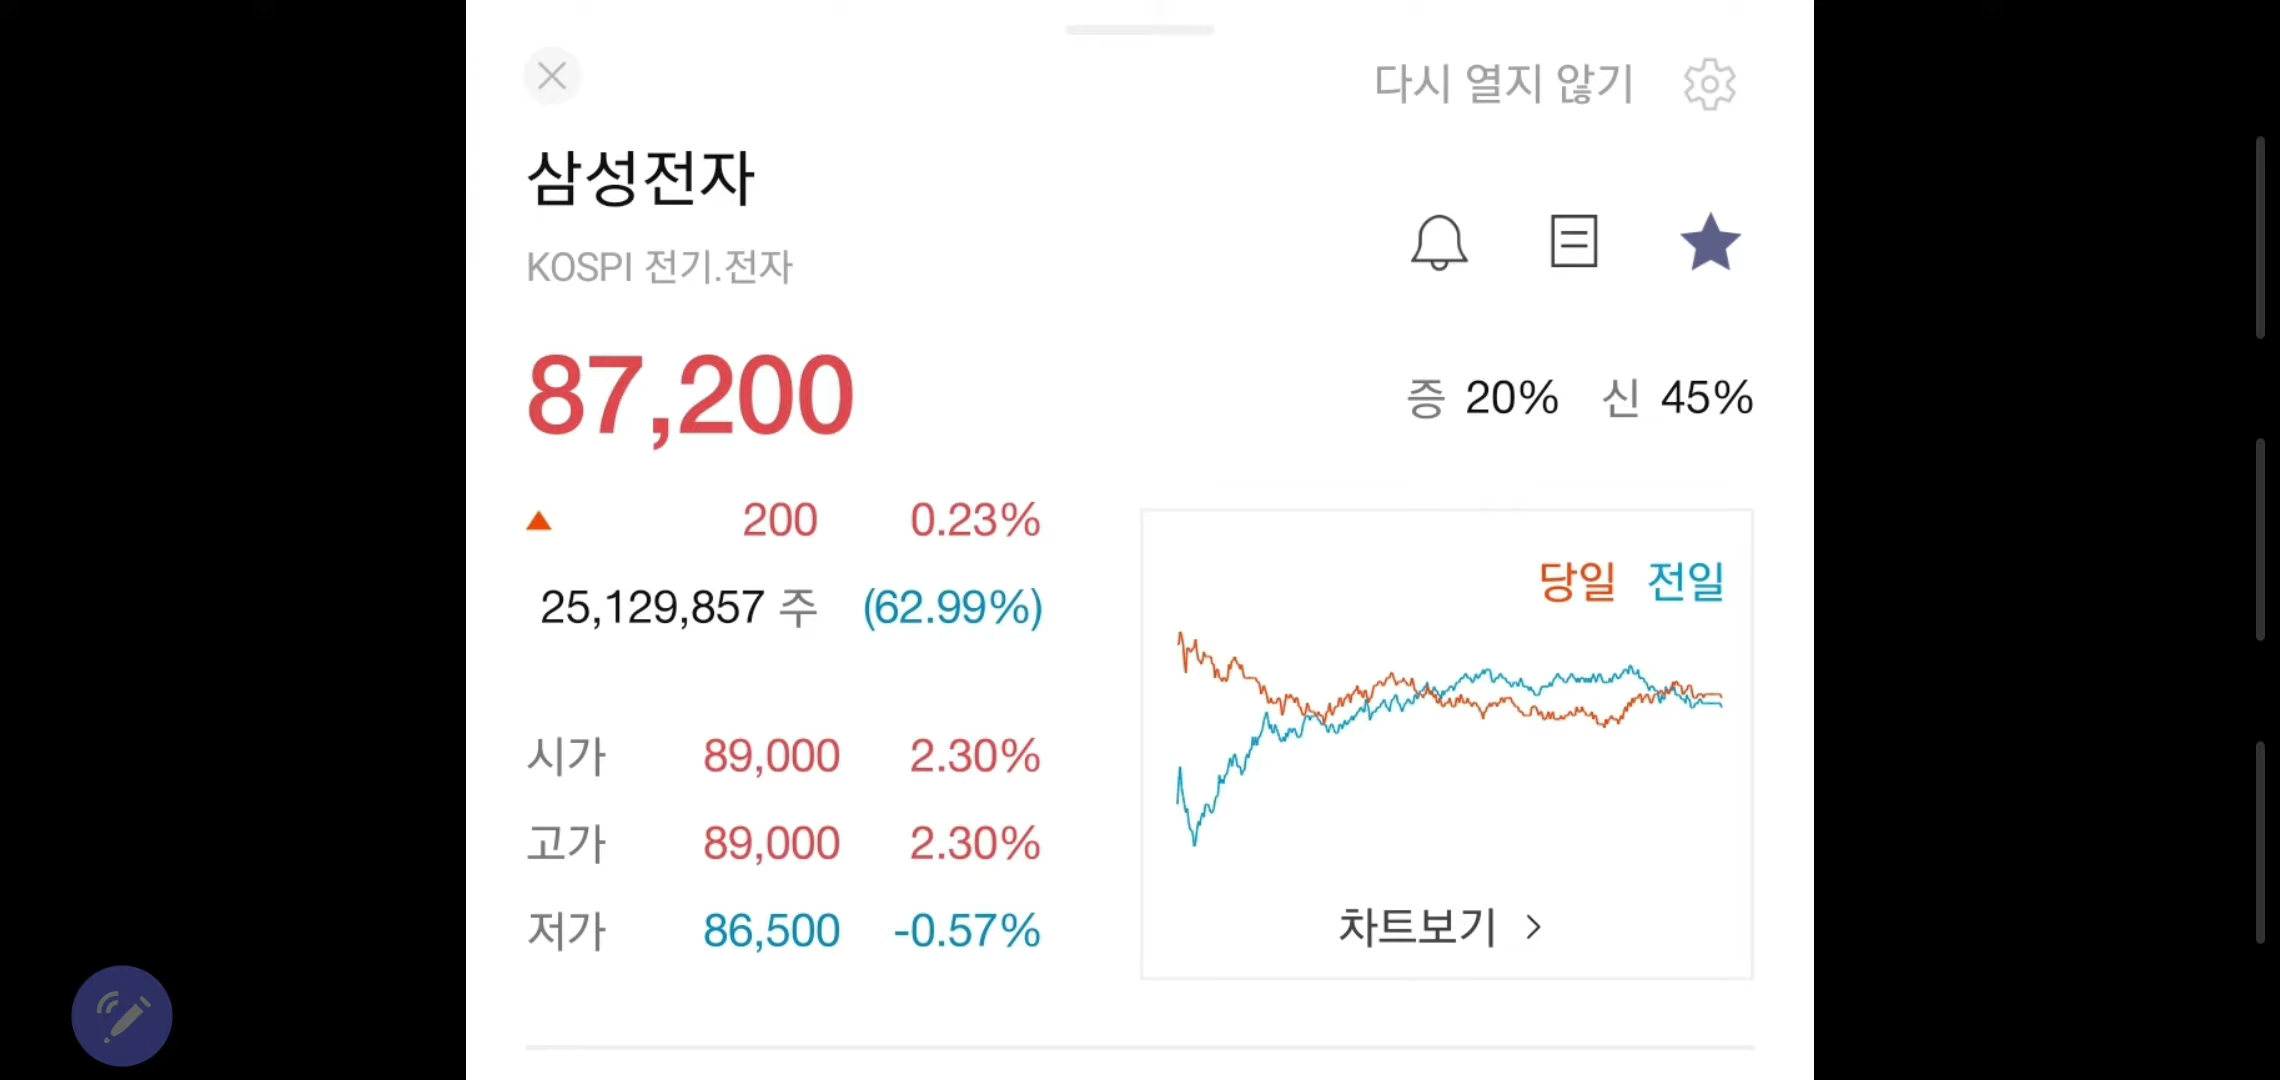 다시 열지 않기
삼성전자
KOSPI 전기.전자
87,200
증 20% 신 45%
▲ 200 0.23%
25,129,857 주 (62.99%)
당일 전일
시가 89,000 2.30%
고가 89,000 2.30%
저가 86,500 -0.57%
차트보기 >